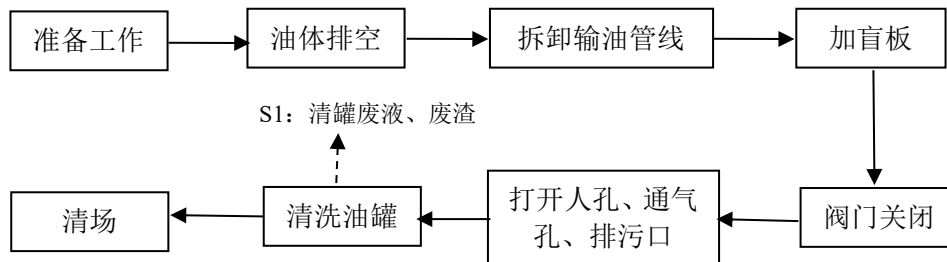 准备工作
油体排空
拆卸输油管线
加盲板
S1：清罐废液、废渣
清场
清洗油罐
打开人孔、通气
孔、排污口
阀门关闭